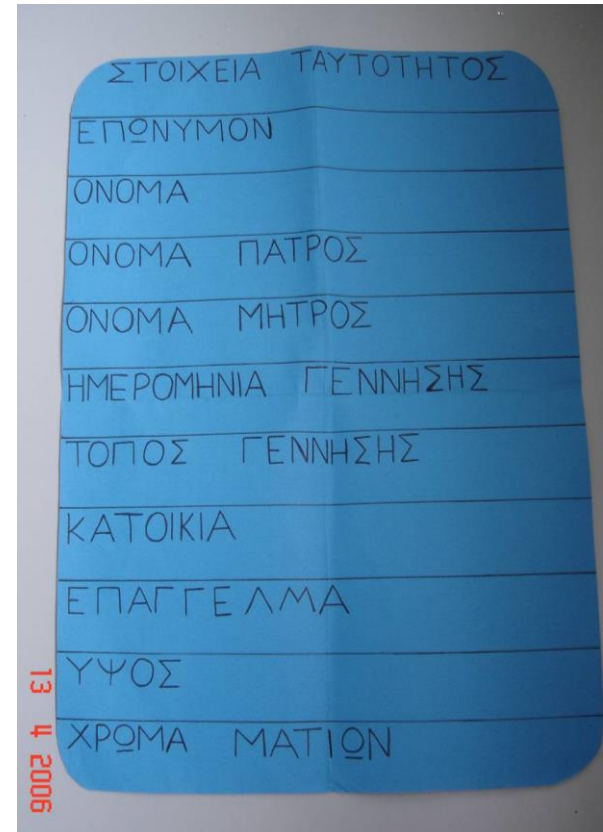 ΣΤΟΙΧΕΙΑ ΤΑΥΤΟΤΗΤΟΣ
ΕΠΩΝΥΜΟΝ
ΟΝΟΜΑ
ΟΝΟΜΑ ΠΑΤΡΟΣ
ΟΝΟΜΑ ΜΗΤΡΟΣ
ΗΜΕΡΟΜΗΝΙΑ ΓΕΝΝΗΣΗΣ
ΤΟΠΟΣ ΓΕΝΝΗΣΗΣ
ΚΑΤΟΙΚΙΑ
ΕΠΑΓΓΕΛΜΑ
ΥΨΟΣ
ΧΡΩΜΑ ΜΑΤΙΩΝ
13 4 2006